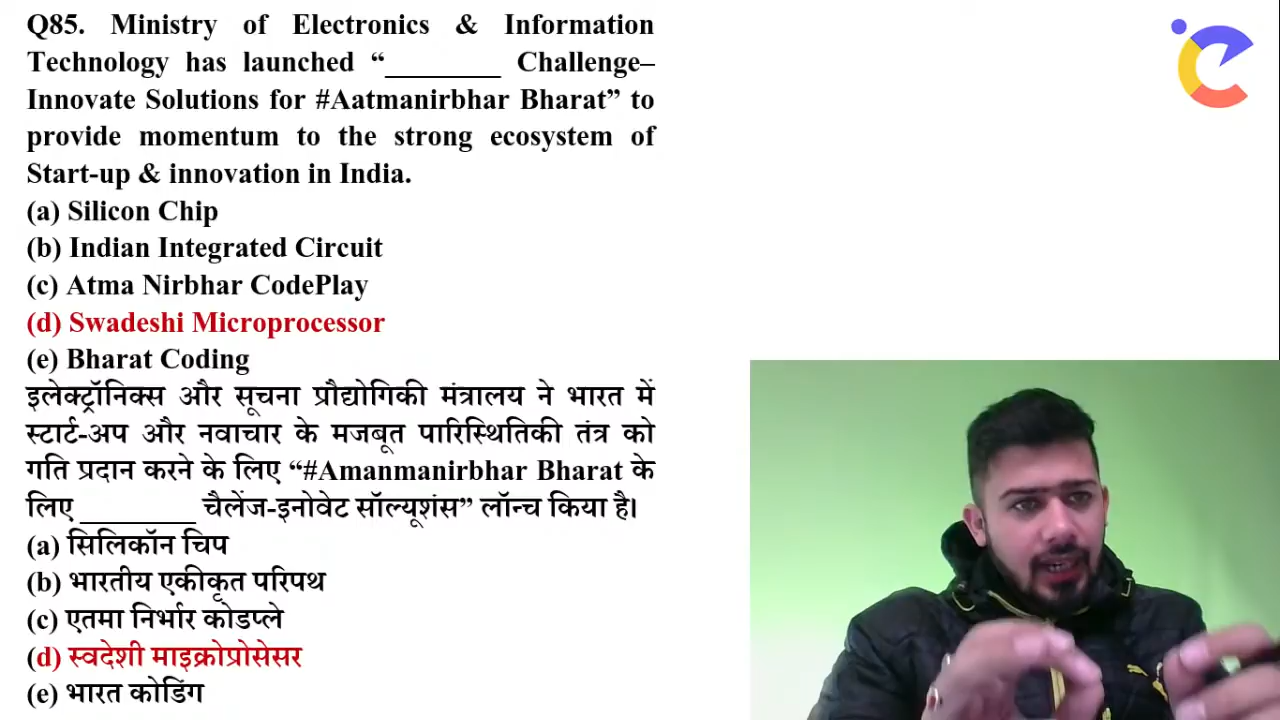 Q85. Ministry of Electronics & Information
Technology has launched “________ Challenge–
Innovate Solutions for #Aatmanirbhar Bharat” to
provide momentum to the strong ecosystem of
Start-up & innovation in India.
(a) Silicon Chip
(b) Indian Integrated Circuit
(c) Atma Nirbhar CodePlay
(d) Swadeshi Microprocessor
(e) Bharat Coding
इलेक्ट्रॉनिक्स और सूचना प्रौद्योगिकी मंत्रालय ने भारत में
स्टार्ट-अप और नवाचार के मजबूत पारिस्थितिकी तंत्र को
गति प्रदान करने के लिए “#Amanmanirbhar Bharat के
लिए ________ चैलेंज-इनोवेट सॉल्यूशंस” लॉन्च किया है।
(a) सिलिकॉन चिप
(b) भारतीय एकीकृत परिपथ
(c) एतमा निर्भार कोडप्ले
(d) स्वदेशी माइक्रोप्रोसेसर
(e) भारत कोडिंग